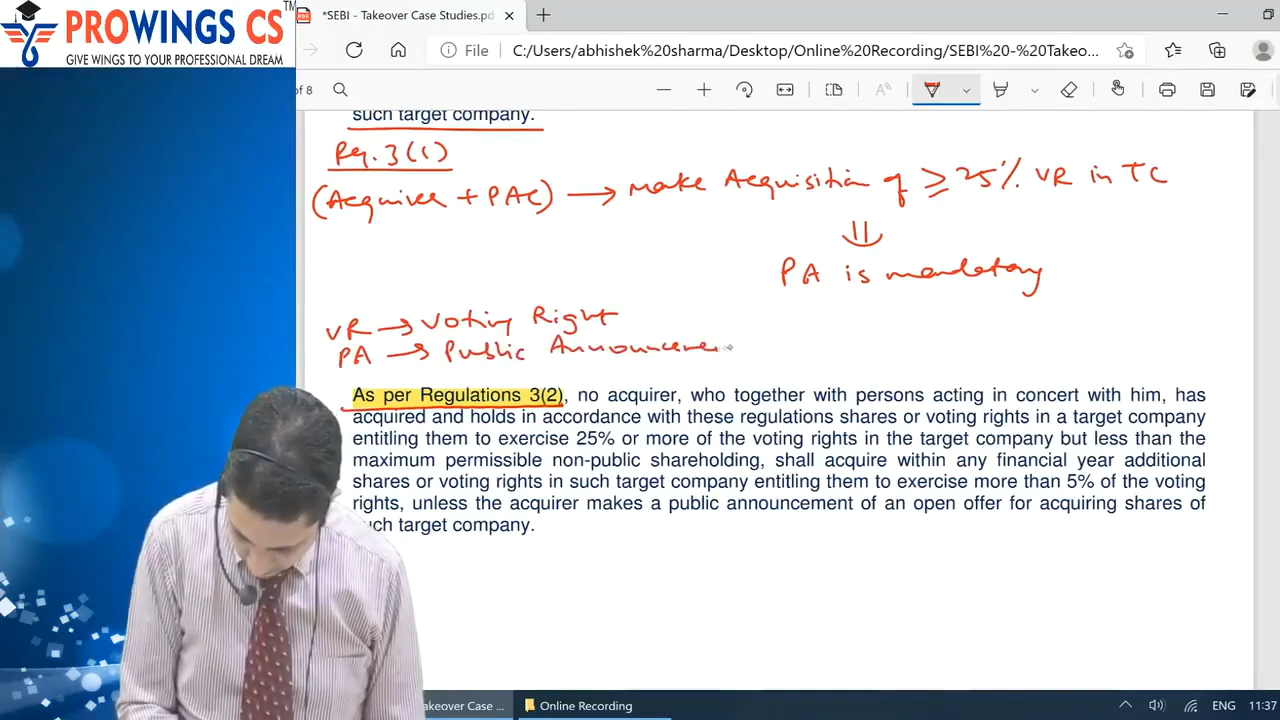 PROWINGS CS TM
GIVE WINGS TO YOUR PROFESSIONAL DREAM
*SEBI - Takeover Case Studies.pd
File
C:/Users/abhishek%20sharma/Desktop/Online%20Recording/SEBI%20-%20Takeo...
of 8
such target company.
Reg. 3(1)
(Acquirer + PAC) → make Acquisition of ≥ 25% VR in TC
PA is mandatory
VR → Voting Right
PA → Public Announcemen
As per Regulations 3(2), no acquirer, who together with persons acting in concert with him, has
acquired and holds in accordance with these regulations shares or voting rights in a target company
entitling them to exercise 25% or more of the voting rights in the target company but less than the
maximum permissible non-public shareholding, shall acquire within any financial year additional
shares or voting rights in such target company entitling them to exercise more than 5% of the voting
rights, unless the acquirer makes a public announcement of an open offer for acquiring shares of
such target company.
akeover Case ...
Online Recording
ENG
11:37